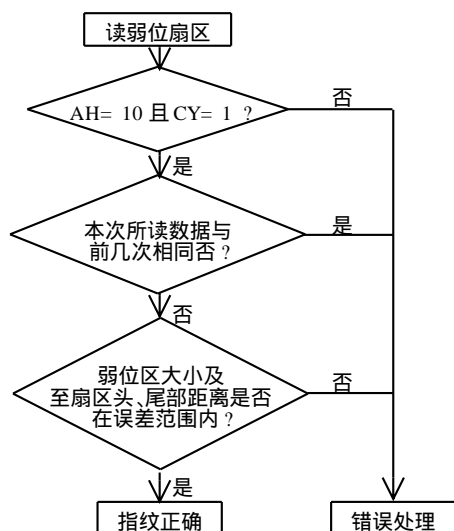 读弱位扇区
AH= 10 且 CY= 1 ?
否
是
本次所读数据与
前几次相同否 ?
是
否
弱位区大小及
至扇区头、尾部距离是否
在误差范围内 ?
否
是
指纹正确
错误处理